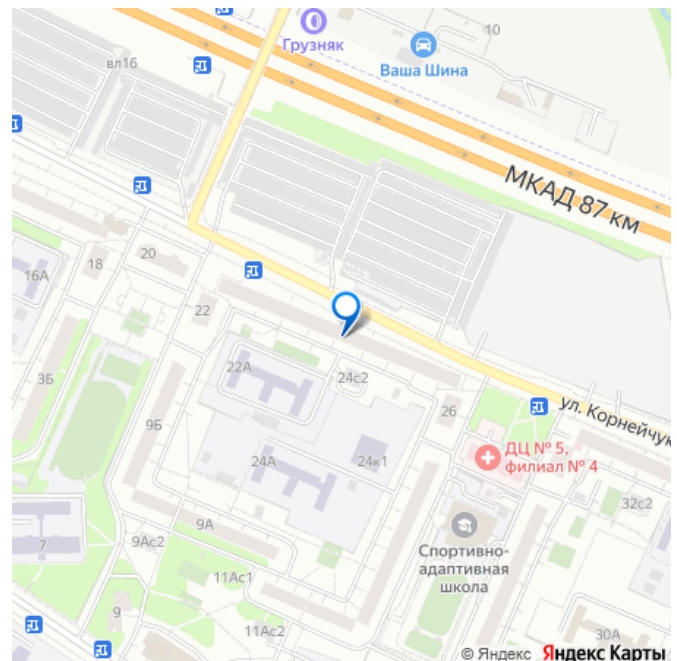 10
Грузняк
Ваша Шина
вл16
МКАД 87 км
20
18
16А
22
22А
24с2
3Б
26
9Б
ул. Корнейчук
ДЦ № 5,
филиал № 4
24А
24к1
32с2
9А
7
9Ас2
Спортивно-
адаптивная
школа
11Ас1
9
11Ас2
30А
© Яндекс Яндекс Карты